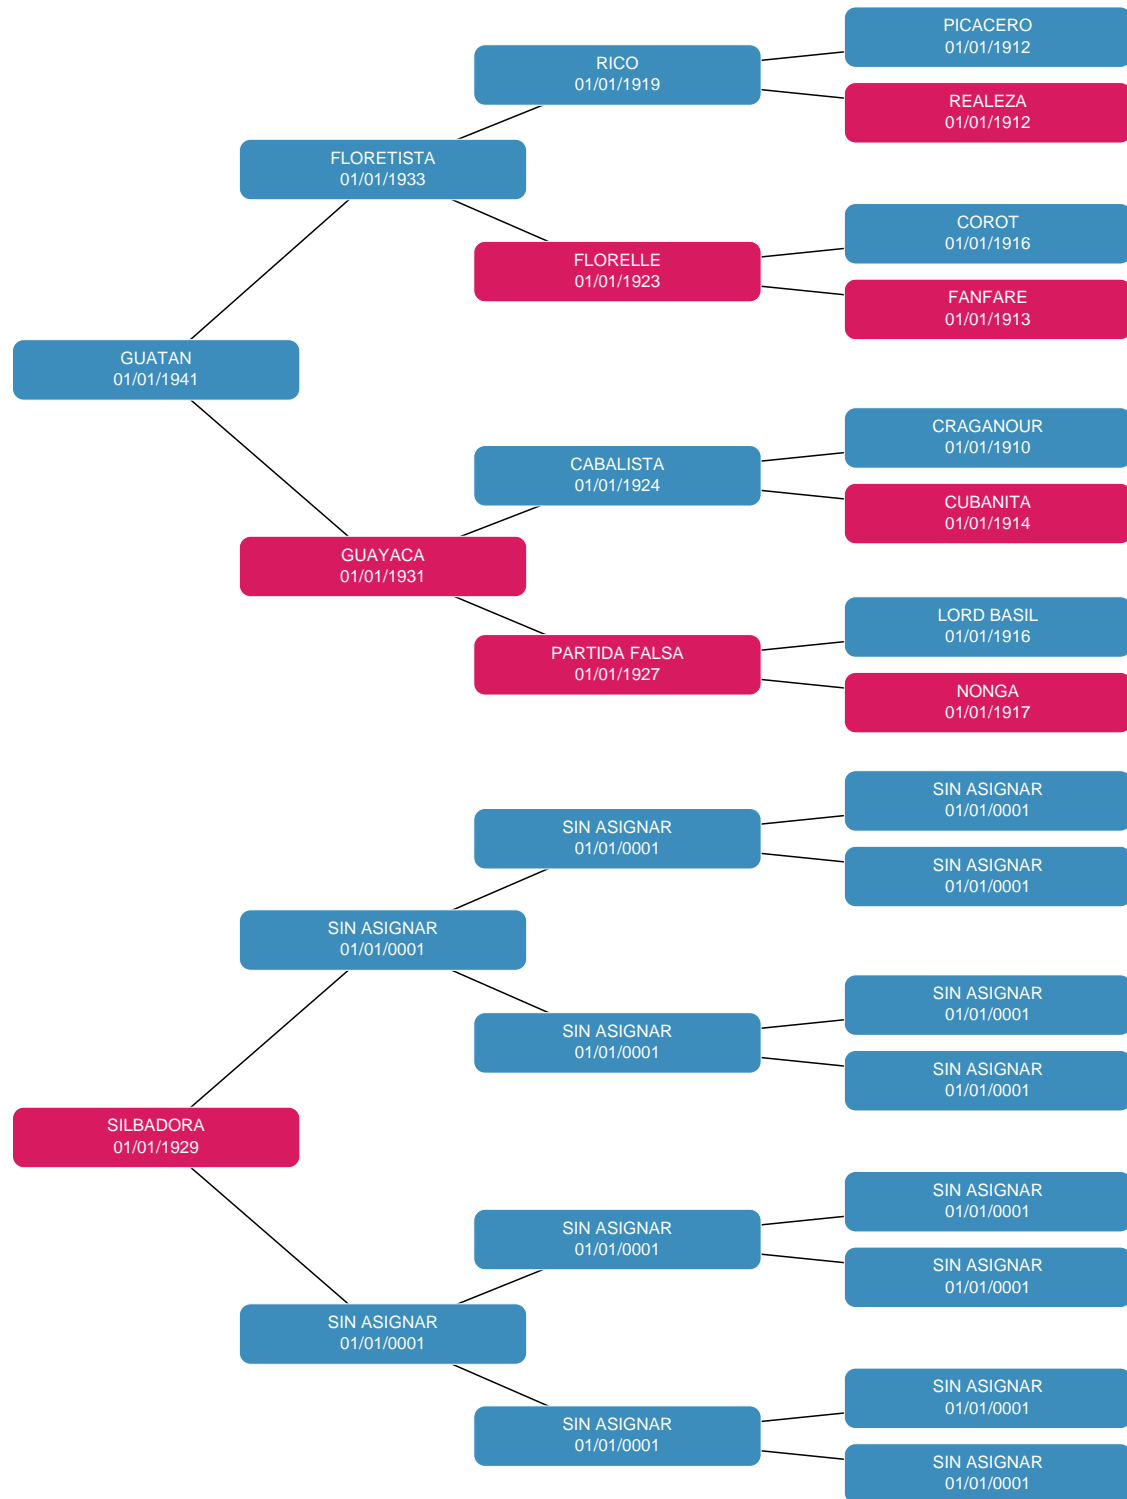 PICACERO
01/01/1912
RICO
01/01/1919
REALEZA
01/01/1912
FLORETISTA
01/01/1933
COROT
01/01/1916
FLORELLE
01/01/1923
FANFARE
01/01/1913
GUATAN
01/01/1941
CRAGANOUR
01/01/1910
CABALISTA
01/01/1924
CUBANITA
01/01/1914
GUAYACA
01/01/1931
LORD BASIL
01/01/1916
PARTIDA FALSA
01/01/1927
NONGA
01/01/1917
SIN ASIGNAR
01/01/0001
SIN ASIGNAR
01/01/0001
SIN ASIGNAR
01/01/0001
SIN ASIGNAR
01/01/0001
SIN ASIGNAR
01/01/0001
SIN ASIGNAR
01/01/0001
SIN ASIGNAR
01/01/0001
SILBADORA
01/01/1929
SIN ASIGNAR
01/01/0001
SIN ASIGNAR
01/01/0001
SIN ASIGNAR
01/01/0001
SIN ASIGNAR
01/01/0001
SIN ASIGNAR
01/01/0001
SIN ASIGNAR
01/01/0001
SIN ASIGNAR
01/01/0001